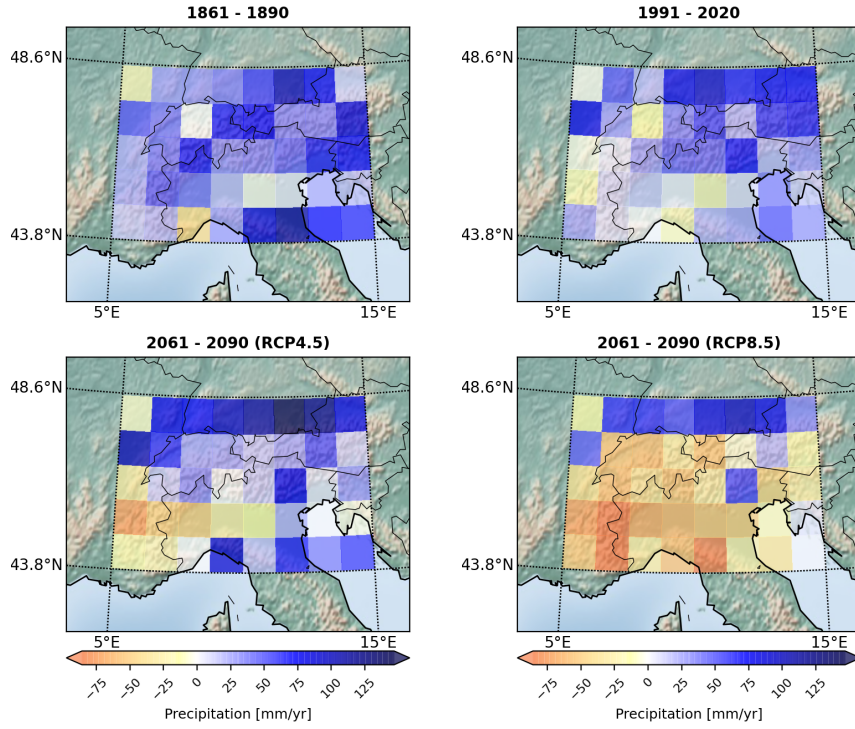 1861 - 1890
1991 - 2020
48.6°N
43.8°N
5°E
15°E
48.6°N
43.8°N
5°E
15°E
2061 - 2090 (RCP4.5)
2061 - 2090 (RCP8.5)
48.6°N
43.8°N
5°E
15°E
48.6°N
43.8°N
5°E
15°E
−75
−50
−25
0
25
50
75
100
125
Precipitation [mm/yr]
−75
−50
−25
0
25
50
75
100
125
Precipitation [mm/yr]